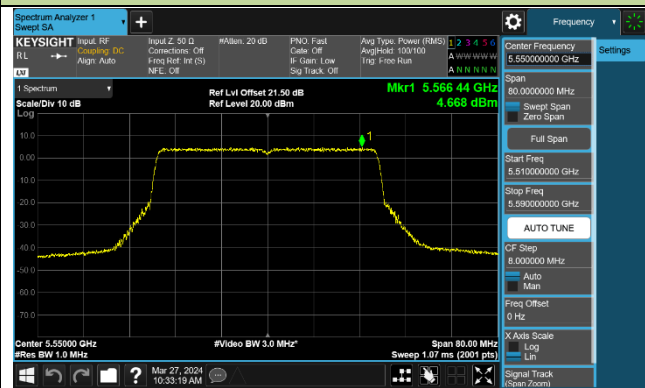 Spectrum Analyzer 1
Swept SA
+
Frequency
KEYSIGHT
RL
LXI
Input: RF
Coupling: DC
Align: Auto
Input Z: 50 Ω
Corrections: Off
Freq Ref: Int (S)
NFE: Off
#Atten: 20 dB
PNO: Fast
Gate: Off
IF Gain: Low
Sig Track: Off
Avg Type: Power (RMS)
Avg|Hold: 100/100
Trig: Free Run
1 2 3 4 5 6
A W W W W W
A N N N N N
1 Spectrum
Scale/Div 10 dB
Log
Ref Lvl Offset 21.50 dB
Ref Level 20.00 dBm
Mkr1 5.566 44 GHz
4.668 dBm
10.0
0.00
-10.0
-20.0
-30.0
-40.0
-50.0
-60.0
-70.0
1
Center 5.55000 GHz
#Res BW 1.0 MHz
#Video BW 3.0 MHz*
Span 80.00 MHz
Sweep 1.07 ms (2001 pts)
Mar 27, 2024
10:33:19 AM
Center Frequency
5.550000000 GHz
Span
80.0000000 MHz
Swept Span
Zero Span
Full Span
Start Freq
5.510000000 GHz
Stop Freq
5.590000000 GHz
AUTO TUNE
CF Step
8.000000 MHz
Auto
Man
Freq Offset
0 Hz
X Axis Scale
Log
Lin
Signal Track
(Span Zoom)
Settings